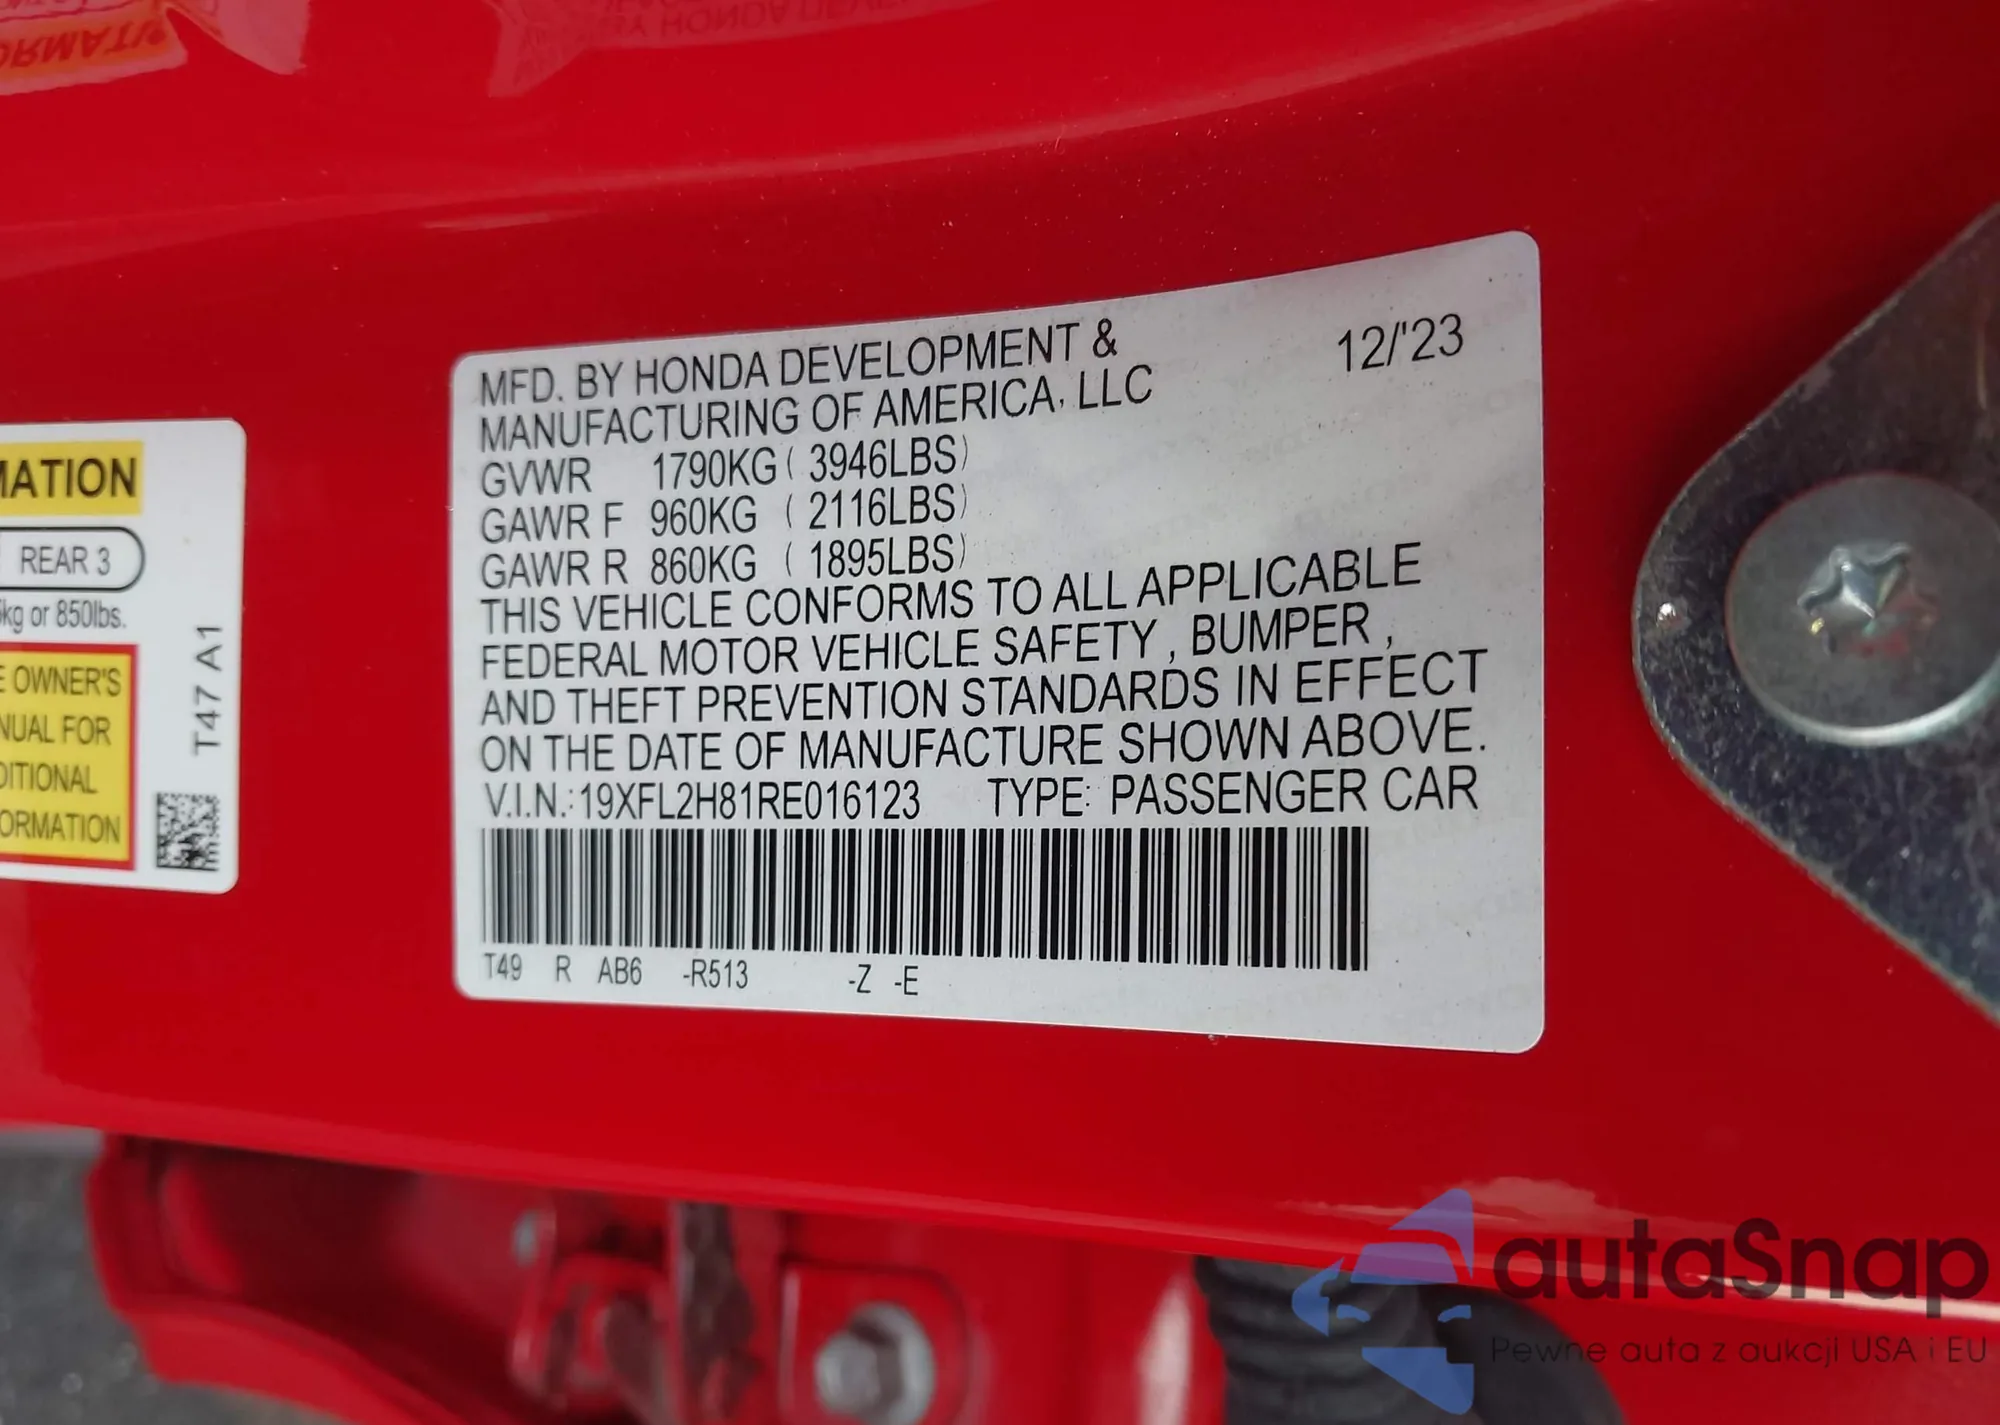 MFD. BY HONDA DEVELOPMENT & 12/'23
MANUFACTURING OF AMERICA, LLC
GVWR 1790KG ( 3946LBS)
GAWR F 960KG ( 2116LBS)
GAWR R 860KG ( 1895LBS)
THIS VEHICLE CONFORMS TO ALL APPLICABLE
FEDERAL MOTOR VEHICLE SAFETY , BUMPER ,
AND THEFT PREVENTION STANDARDS IN EFFECT
ON THE DATE OF MANUFACTURE SHOWN ABOVE.
V.I.N.: 19XFL2H81RE016123 TYPE: PASSENGER CAR
T49 R AB6 -R513 -Z -E
MATION
REAR 3
kg or 850lbs.
E OWNER'S
NUAL FOR
DITIONAL
ORMATION
T47 A1
autaSnap
Pewne auta z aukcji USA i EU